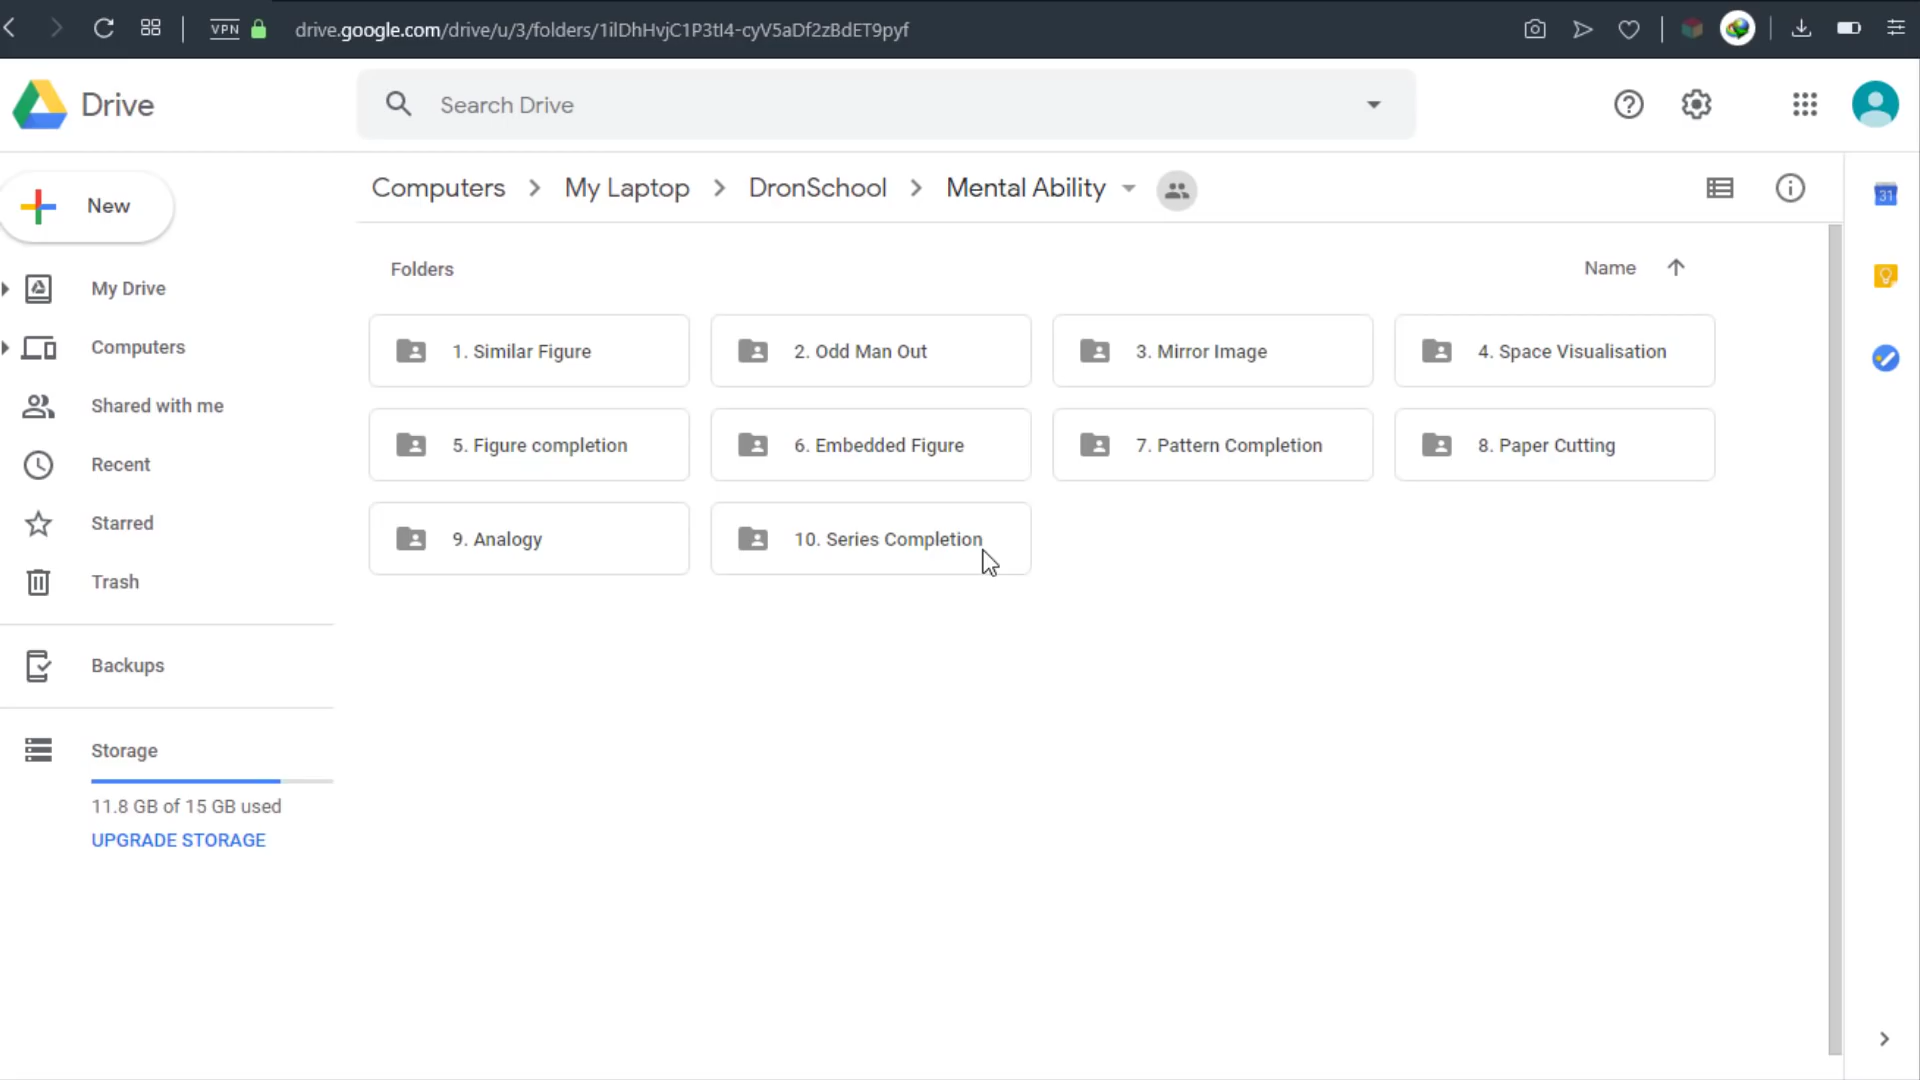 VPN drive.google.com/drive/u/3/folders/1ilDhHvjC1P3tI4-cyV5aDf2zBdET9pyf
Drive
Search Drive
New
Computers > My Laptop > DronSchool > Mental Ability
31
My Drive
Computers
Shared with me
Recent
Starred
Trash
Backups
Storage
11.8 GB of 15 GB used
UPGRADE STORAGE
Folders
Name
1. Similar Figure
2. Odd Man Out
3. Mirror Image
4. Space Visualisation
5. Figure completion
6. Embedded Figure
7. Pattern Completion
8. Paper Cutting
9. Analogy
10. Series Completion